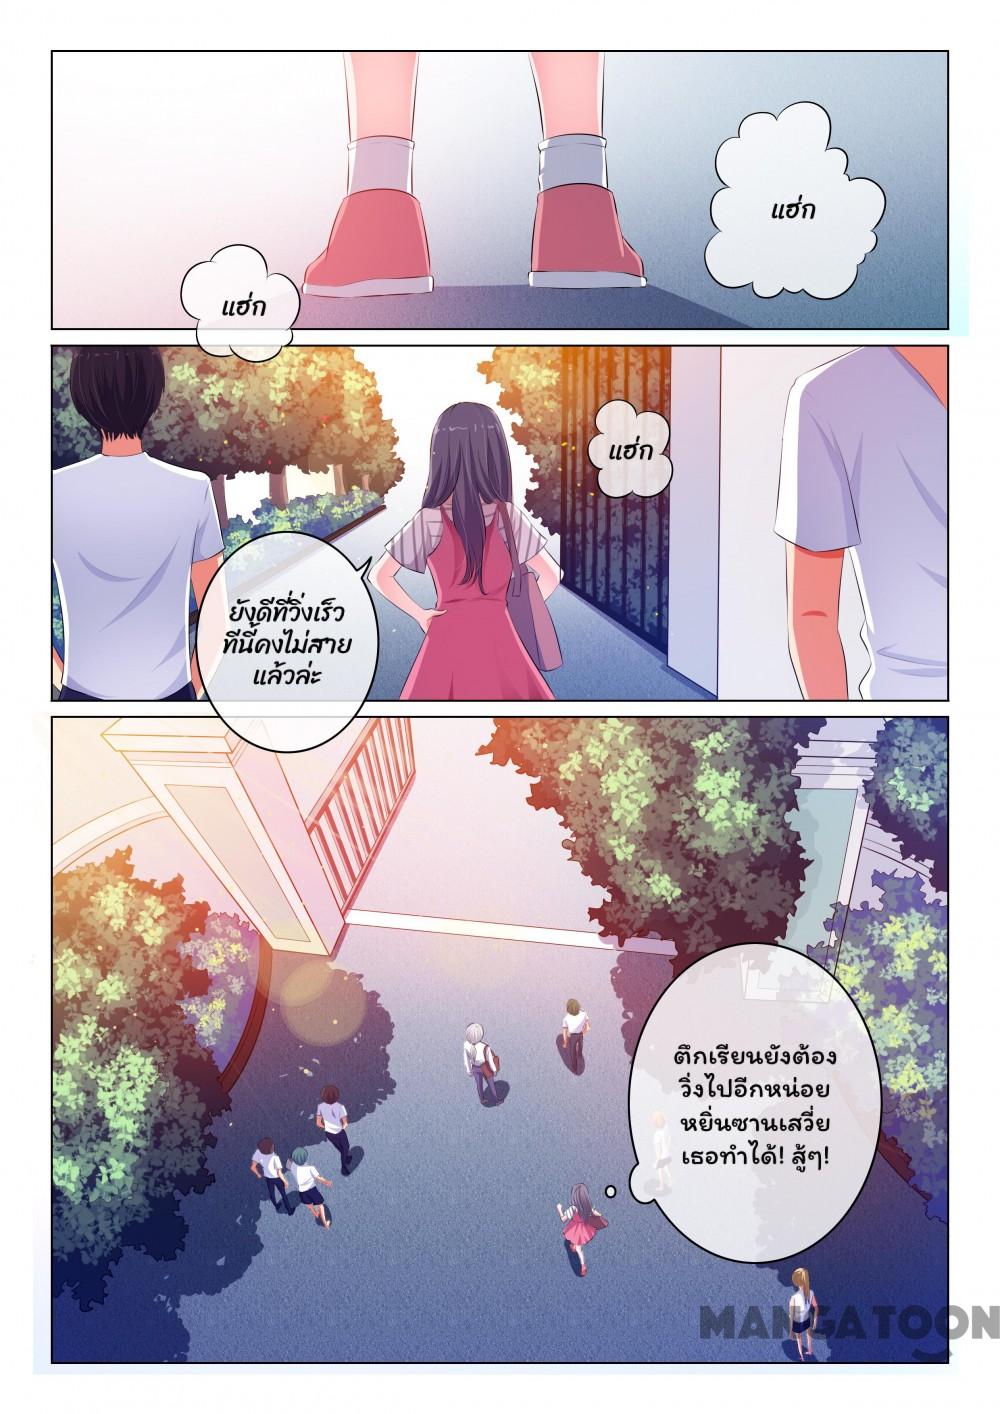 แฮ่ก
แฮ่ก
แฮ่ก
ยังดีที่วิ่งเร็ว
ทีนี้คงไม่สาย
แล้วล่ะ
ตึกเรียนยังต้อง
วิ่งไปอีกหน่อย
หยิ่นซานเสวี่ย
เธอทำได้! สู้ๆ!
MANGATOON